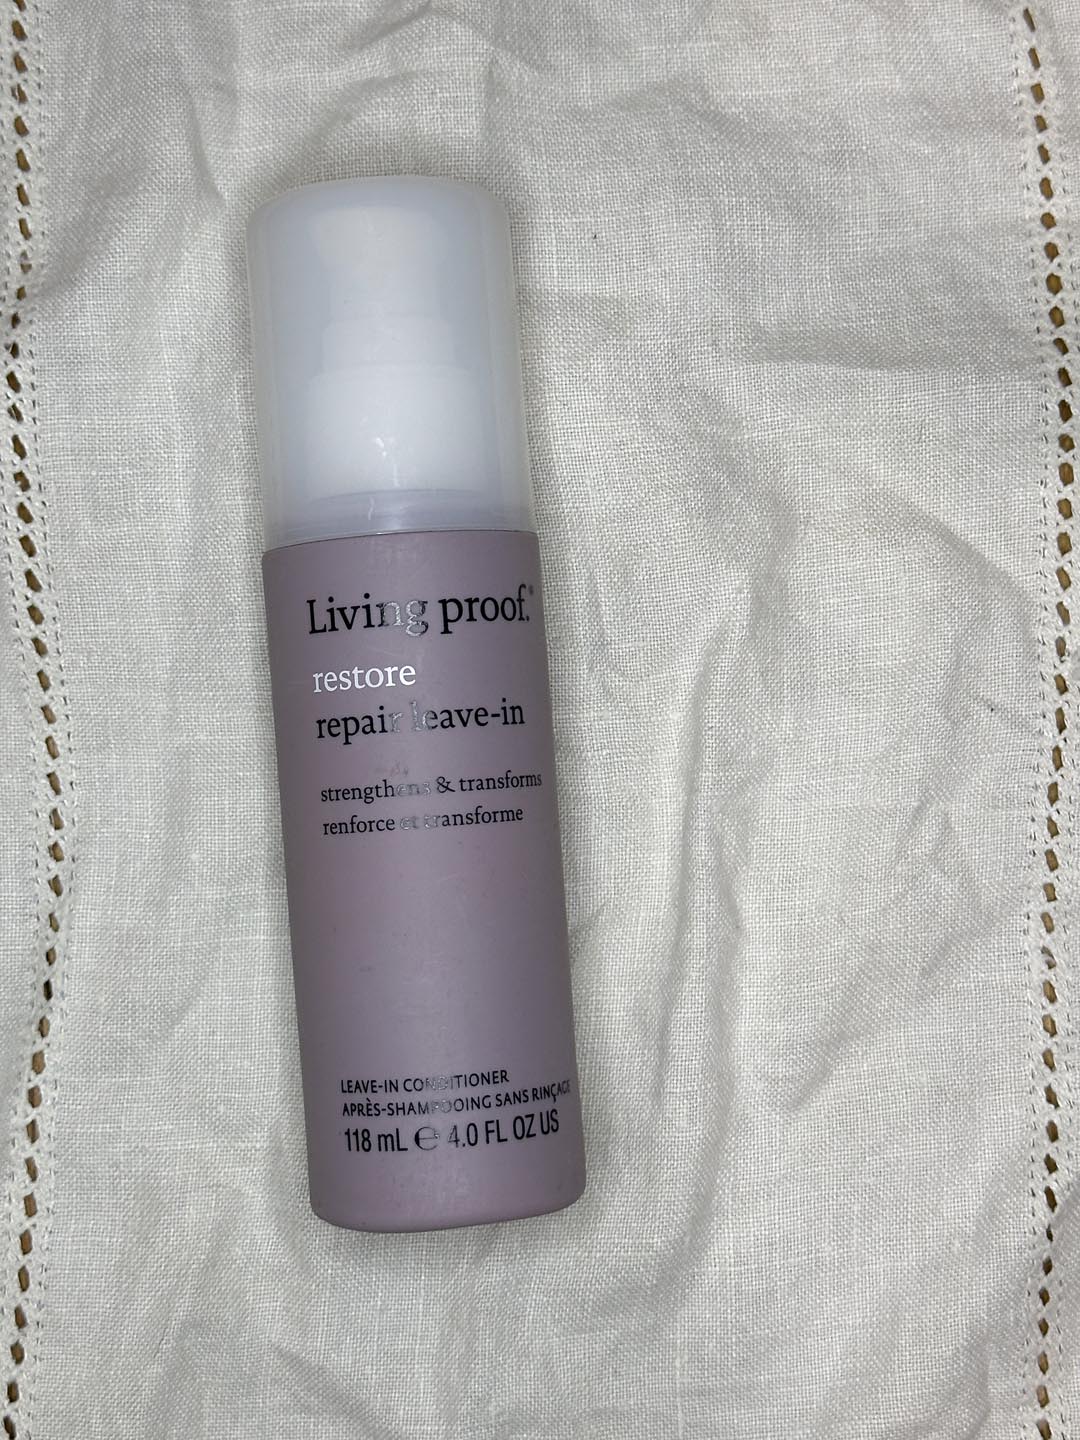 Living proof.®
restore
repair leave-in
strengthens & transforms
renforce et transforme
LEAVE-IN CONDITIONER
APRÈS-SHAMPOOING SANS RINÇAGE
118 mL ℮ 4.0 FL OZ US